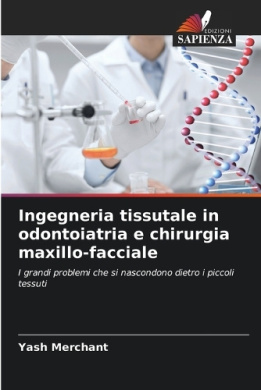 EDIZIONI
SAPIENZA
Ingegneria tissutale in
odontoiatria e chirurgia
maxillo-facciale
I grandi problemi che si nascondono dietro i piccoli
tessuti
Yash Merchant